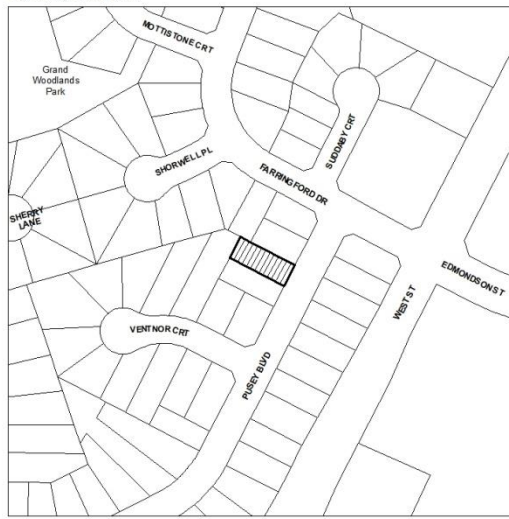 MOTTISTONE CRT
Grand
Woodlands
Park
SUDDABY CRT
SHORWELL PL
FARRINGFORD DR
SHERRY
LANE
EDMONDSON ST
WEST ST
VENTNOR CRT
PUSEY BLVD